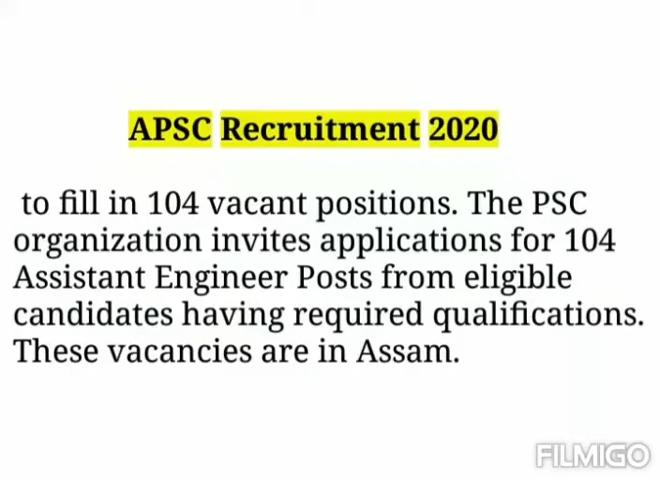 APSC Recruitment 2020
to fill in 104 vacant positions. The PSC
organization invites applications for 104
Assistant Engineer Posts from eligible
candidates having required qualifications.
These vacancies are in Assam.
FILMIGO